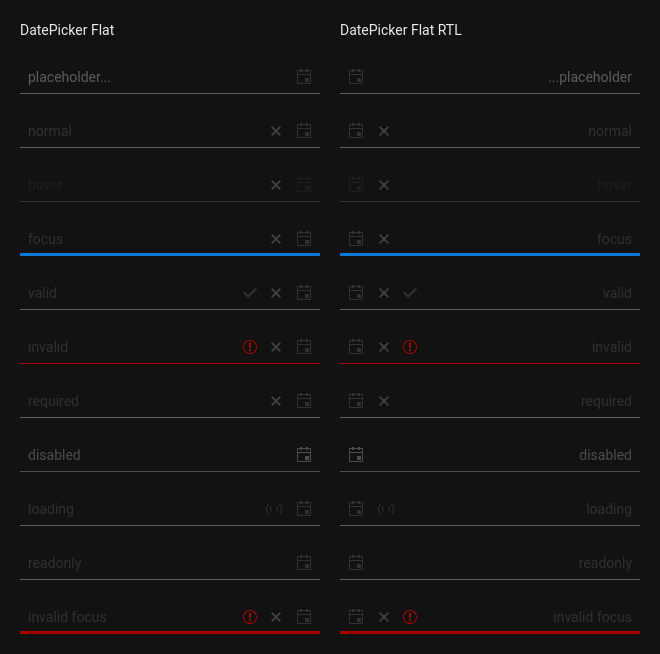 DatePicker Flat
placeholder...
normal
hover
focus
valid
invalid
required
disabled
loading
readonly
invalid focus
DatePicker Flat RTL
...placeholder
normal
hover
focus
valid
invalid
required
disabled
loading
readonly
invalid focus